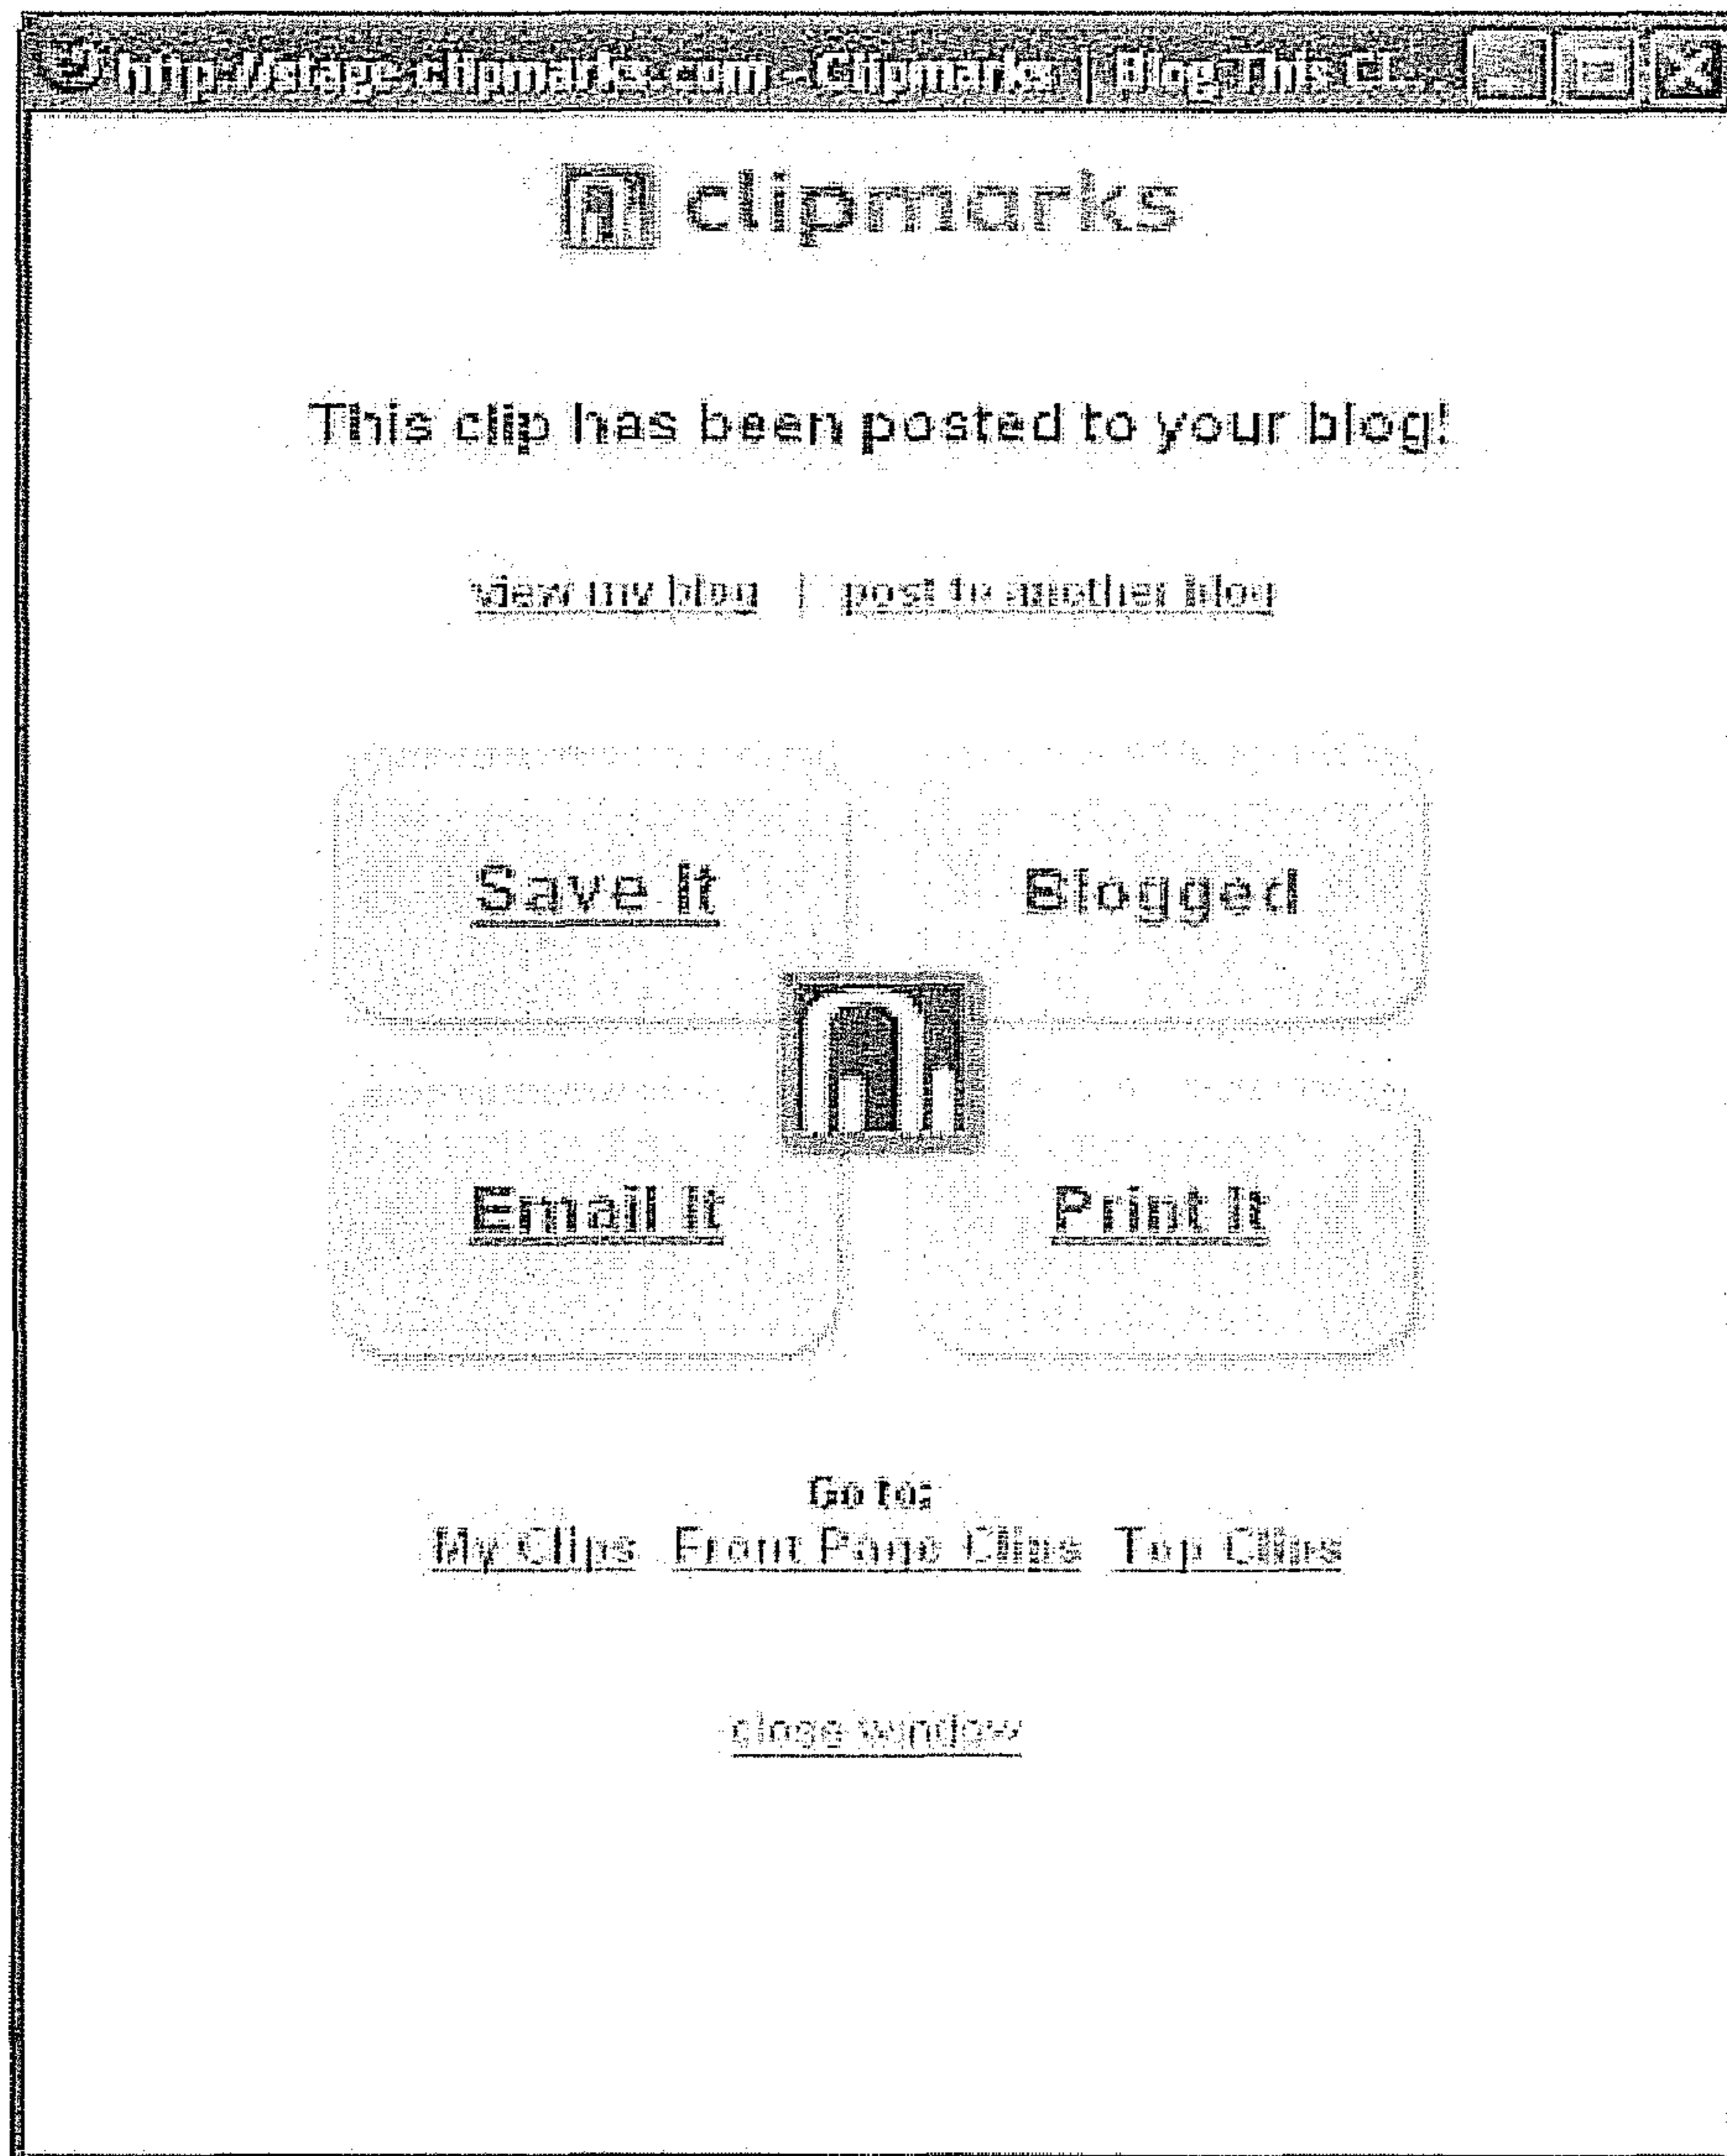 http://stage.clipmarks.com - Clipmarks | Blog This Cl...
clipmarks
This clip has been posted to your blog!
view my blog | post to another blog
Save It Blogged
Email It Print It
Go to:
My Clips Front Page Clips Top Clips
close window